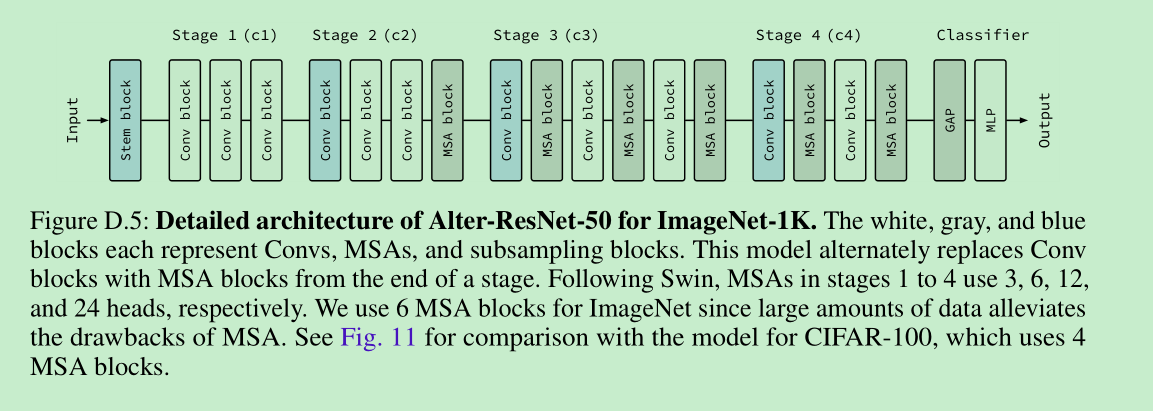 Stage 1 (c1) Stage 2 (c2) Stage 3 (c3) Stage 4 (c4) Classifier
Input
Stem block
Conv block
Conv block
Conv block
Conv block
Conv block
Conv block
MSA block
Conv block
MSA block
Conv block
MSA block
Conv block
MSA block
Conv block
MSA block
Conv block
MSA block
GAP
MLP
Output
Figure D.5: Detailed architecture of Alter-ResNet-50 for ImageNet-1K. The white, gray, and blue
blocks each represent Convs, MSAs, and subsampling blocks. This model alternately replaces Conv
blocks with MSA blocks from the end of a stage. Following Swin, MSAs in stages 1 to 4 use 3, 6, 12,
and 24 heads, respectively. We use 6 MSA blocks for ImageNet since large amounts of data alleviates
the drawbacks of MSA. See Fig. 11 for comparison with the model for CIFAR-100, which uses 4
MSA blocks.